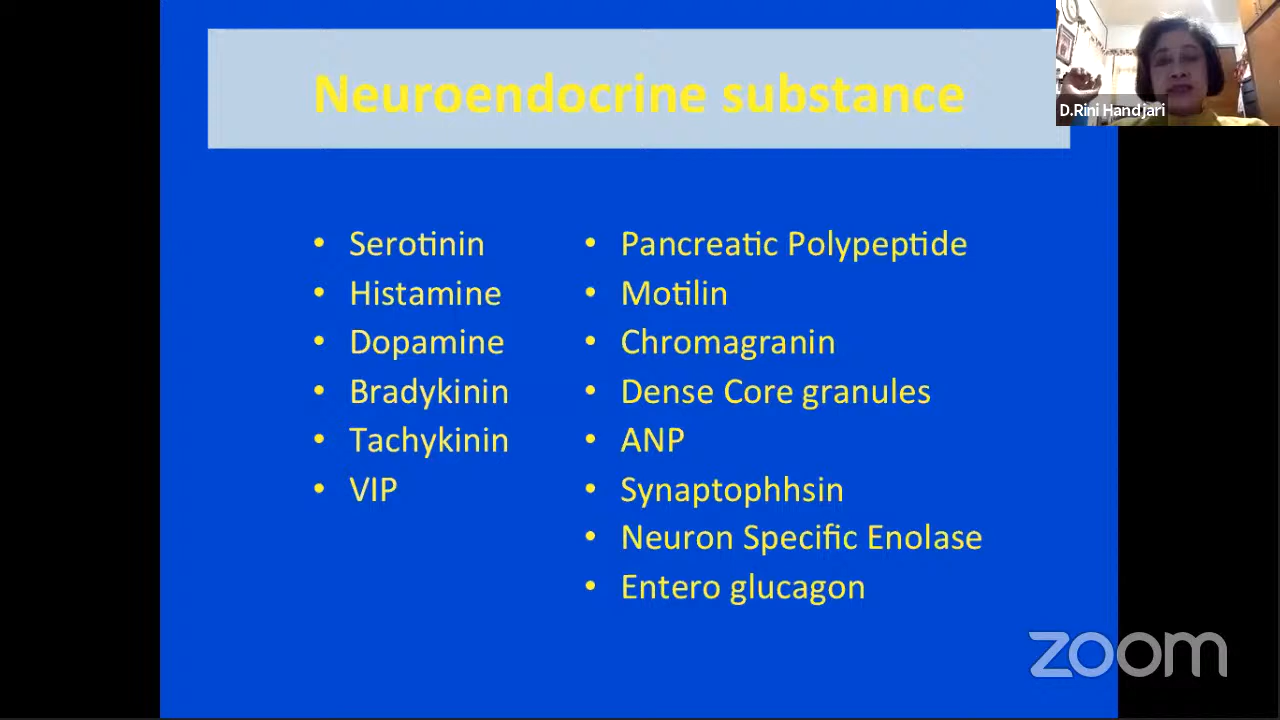 Neuroendocrine substance
D.Rini Handjari
• Serotinin
• Histamine
• Dopamine
• Bradykinin
• Tachykinin
• VIP
• Pancreatic Polypeptide
• Motilin
• Chromagranin
• Dense Core granules
• ANP
• Synaptophhsin
• Neuron Specific Enolase
• Entero glucagon
zoom